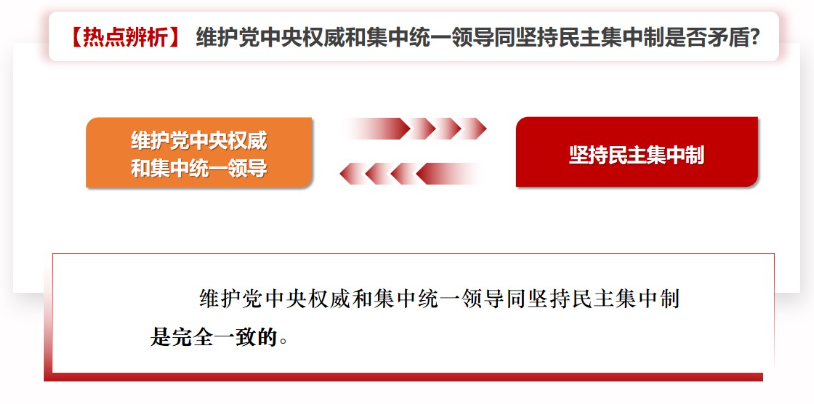 【热点辨析】 维护党中央权威和集中统一领导同坚持民主集中制是否矛盾?
维护党中央权威
和集中统一领导
坚持民主集中制
维护党中央权威和集中统一领导同坚持民主集中制
是完全一致的。